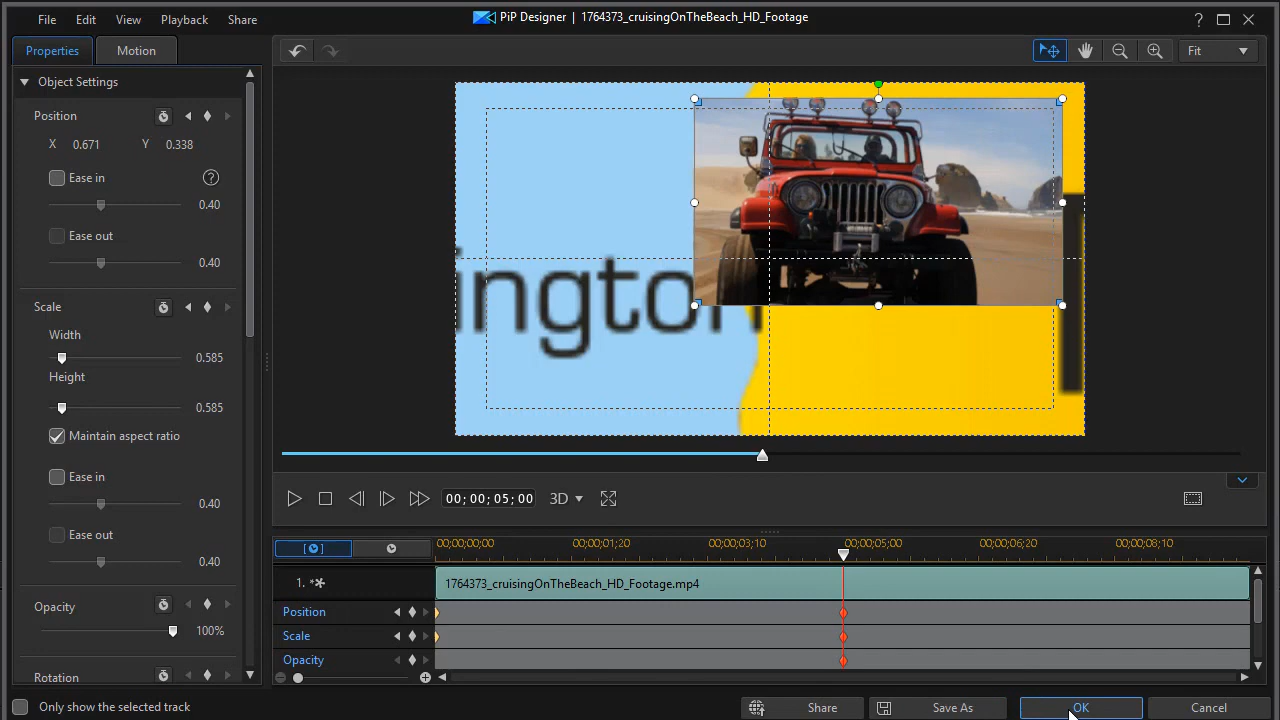 File Edit View Playback Share
PiP Designer | 1764373_cruisingOnTheBeach_HD_Footage
?
Properties Motion
Fit
Object Settings
Position
X 0.671 Y 0.338
Ease in ?
0.40
Ease out
0.40
Scale
Width
0.585
Height
0.585
Maintain aspect ratio
Ease in
0.40
Ease out
0.40
Opacity
100%
Rotation
Only show the selected track
ington
00;00;05;00 3D
00;00;00;00 00;00;01;20 00;00;03;10 00;00;05;00 00;00;06;20 00;00;08;10
1. 1764373_cruisingOnTheBeach_HD_Footage.mp4
Position
Scale
Opacity
Share Save As OK Cancel